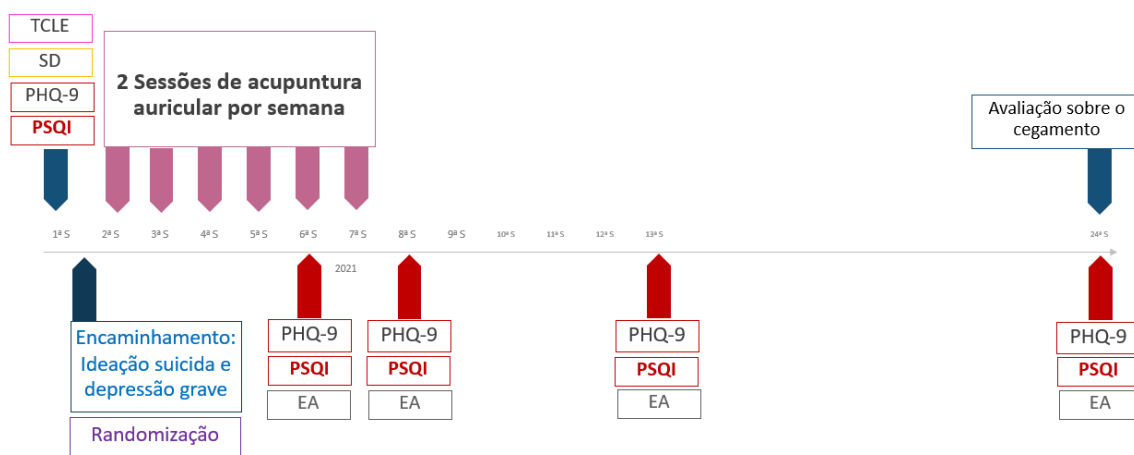 TCLE
SD
PHQ-9
PSQI
2 Sessões de acupuntura
auricular por semana
Avaliação sobre o
cegamento
1ª S 2ª S 3ª S 4ª S 5ª S 6ª S 7ª S 8ª S 9ª S 10ª S 11ª S 12ª S 13ª S 24ª S
2021
Encaminhamento:
Ideação suicida e
depressão grave
Randomização
PHQ-9
PSQI
EA
PHQ-9
PSQI
EA
PHQ-9
PSQI
EA
PHQ-9
PSQI
EA